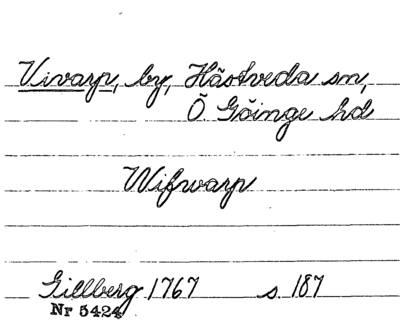 Vivarp, by, Hästveda sn,
Ö. Göinge hd
Wifwarp
Gillberg 1767 s. 187
Nr 5424